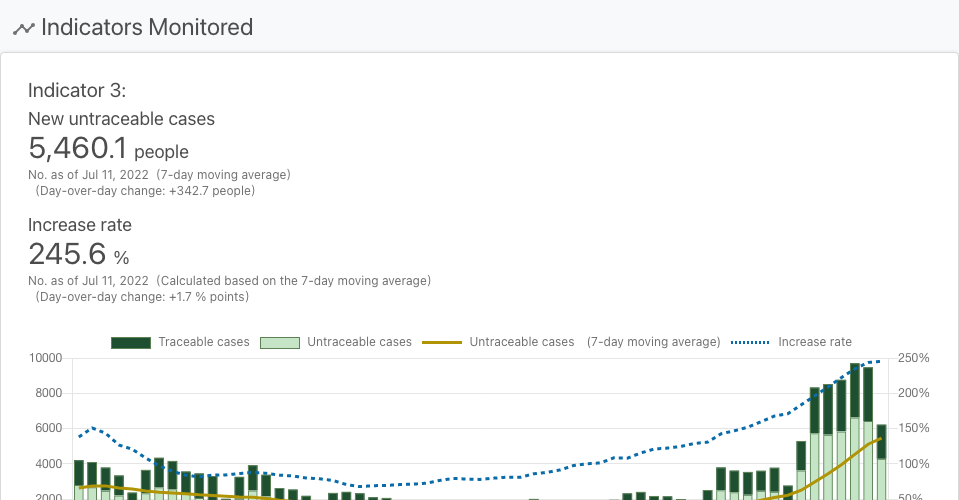 Indicators Monitored
Indicator 3:
New untraceable cases
5,460.1 people
No. as of Jul 11, 2022 (7-day moving average)
(Day-over-day change: +342.7 people)
Increase rate
245.6 %
No. as of Jul 11, 2022 (Calculated based on the 7-day moving average)
(Day-over-day change: +1.7 % points)
Traceable cases Untraceable cases Untraceable cases (7-day moving average) Increase rate
10000 250%
8000 200%
6000 150%
4000 100%
2000 50%